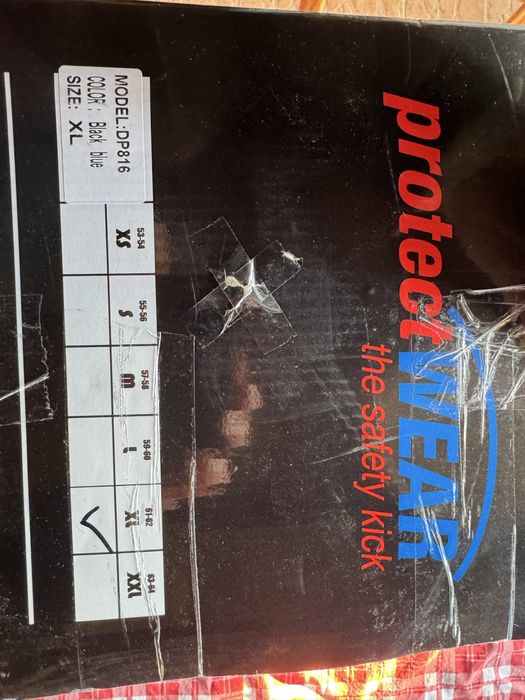 protectWEAR
the safety kick
MODEL:DP816
COLOR: Black blue
SIZE: XL
53-54 55-56 57-58 59-60 61-62 63-64
XS S M L XL XXL